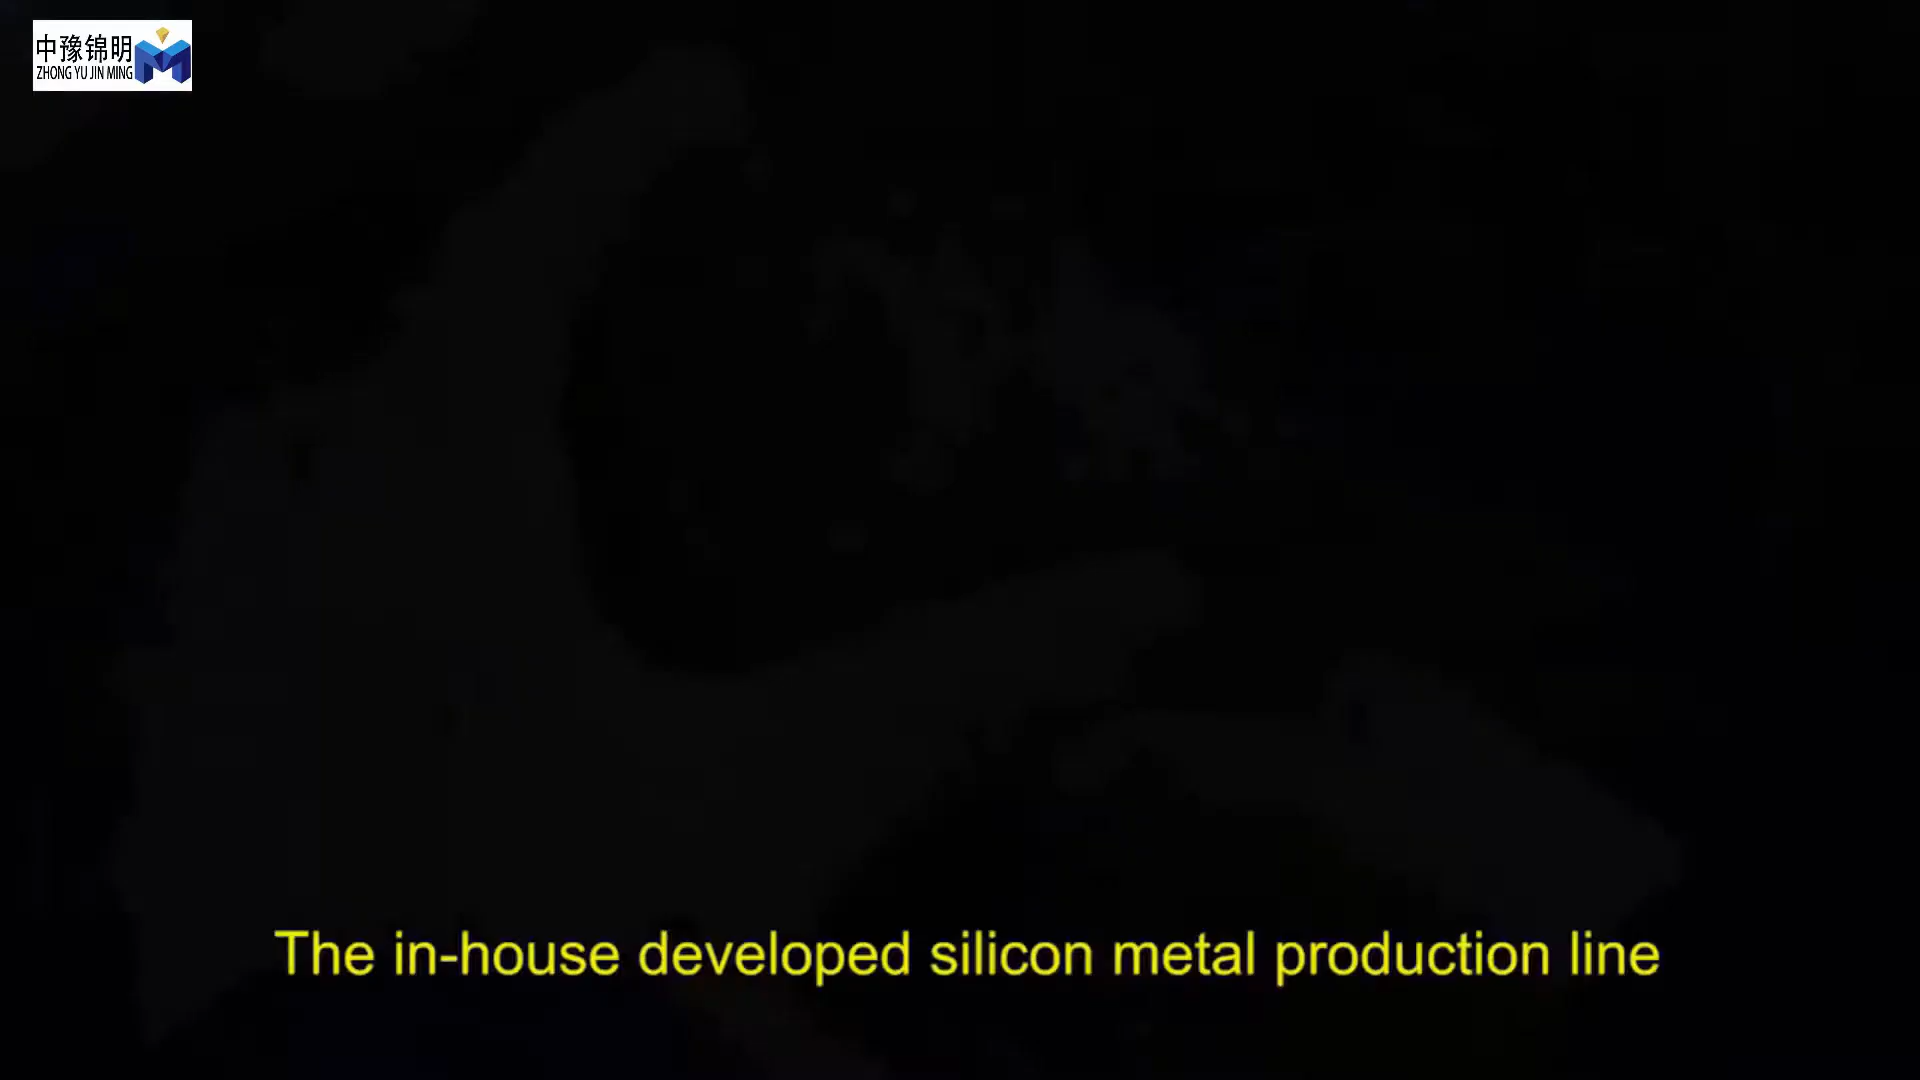 中豫锦明
ZHONG YU JIN MING
The in-house developed silicon metal production line